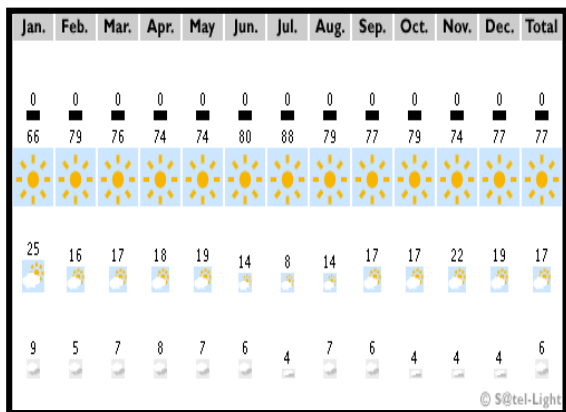 Jan. Feb. Mar. Apr. May Jun. Jul. Aug. Sep. Oct. Nov. Dec. Total
0 0 0 0 0 0 0 0 0 0 0 0 0
66 79 76 74 74 80 88 79 77 79 74 77 77
25 16 17 18 19 14 8 14 17 17 22 19 17
9 5 7 8 7 6 4 7 6 4 4 4 6
© S@tel-Light